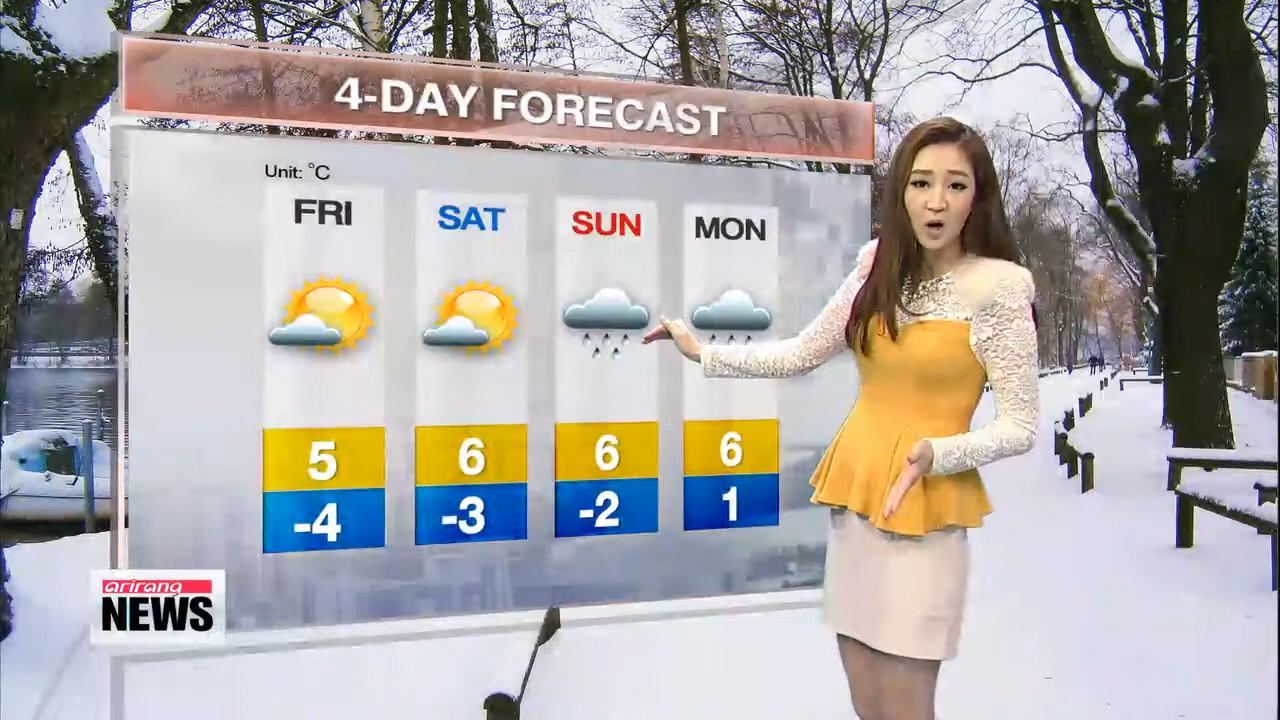 4-DAY FORECAST
Unit: °C
FRI SAT SUN MON
5 6 6 6
-4 -3 -2 1
arirang
NEWS